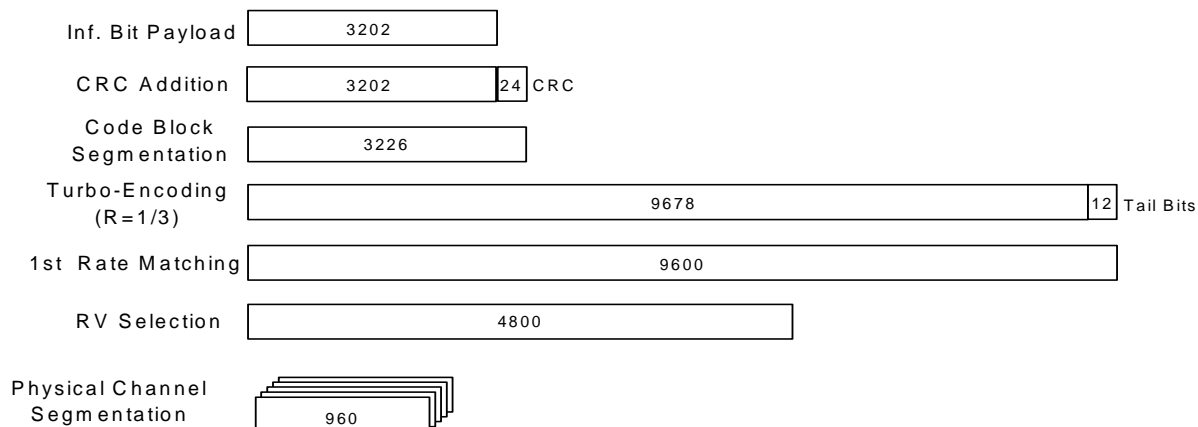 Inf. Bit Payload 3202
CRC Addition 3202 24 CRC
Code Block
Segmentation 3226
Turbo-Encoding
(R=1/3) 9678 12 Tail Bits
1st Rate Matching 9600
RV Selection 4800
Physical Channel
Segmentation 960